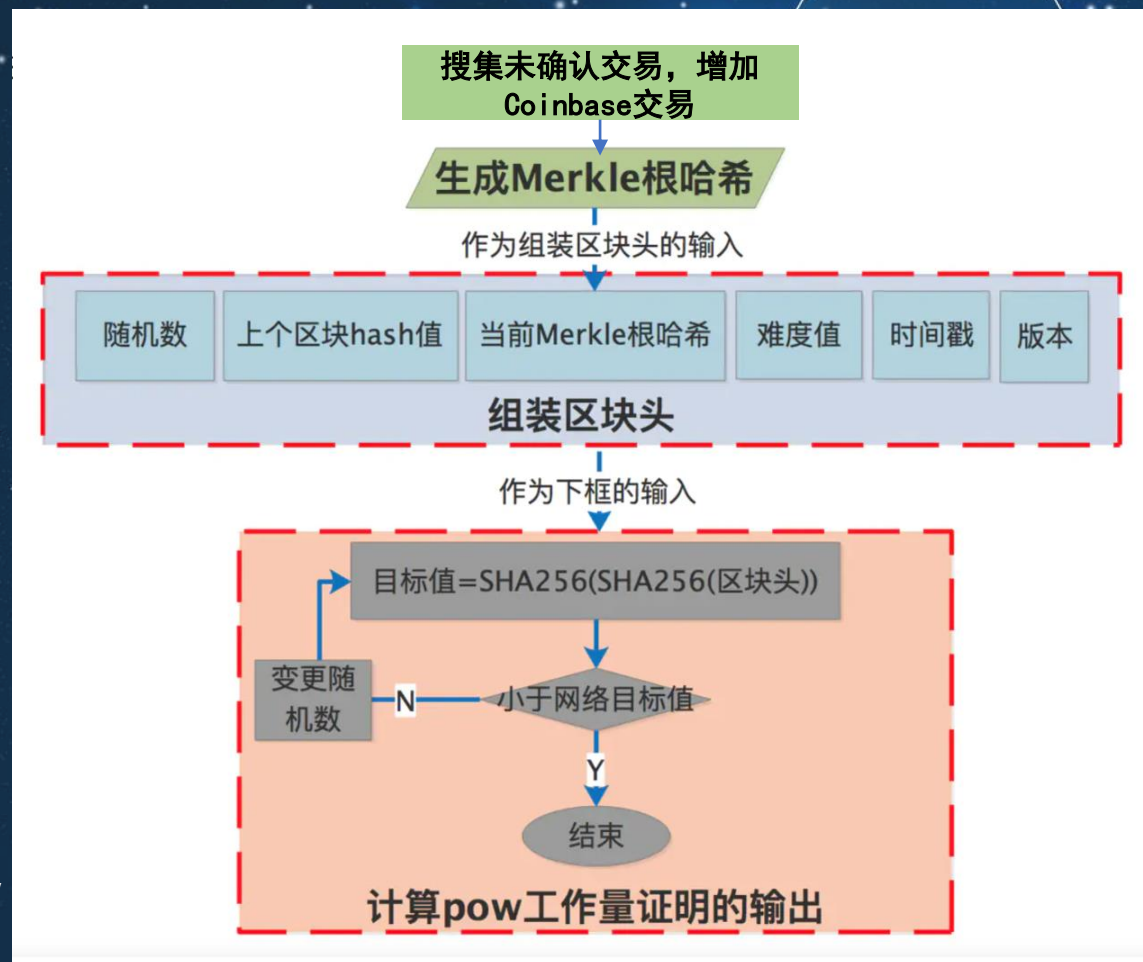 搜集未确认交易，增加
Coinbase交易
生成Merkle根哈希
作为组装区块头的输入
随机数
上个区块hash值
当前Merkle根哈希
难度值
时间戳
版本
组装区块头
作为下框的输入
目标值=SHA256(SHA256(区块头))
变更随
机数
N
小于网络目标值
Y
结束
计算pow工作量证明的输出